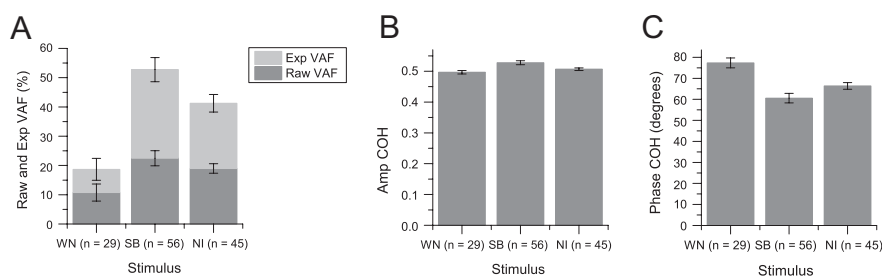 A
Raw and Exp VAF (%)
60
50
40
30
20
10
0
Exp VAF
Raw VAF
WN (n = 29) SB (n = 56) NI (n = 45)
Stimulus
B
Amp COH
0.5
0.4
0.3
0.2
0.1
0.0
WN (n = 29) SB (n = 56) NI (n = 45)
Stimulus
C
Phase COH (degrees)
80
70
60
50
40
30
20
10
0
WN (n = 29) SB (n = 56) NI (n = 45)
Stimulus